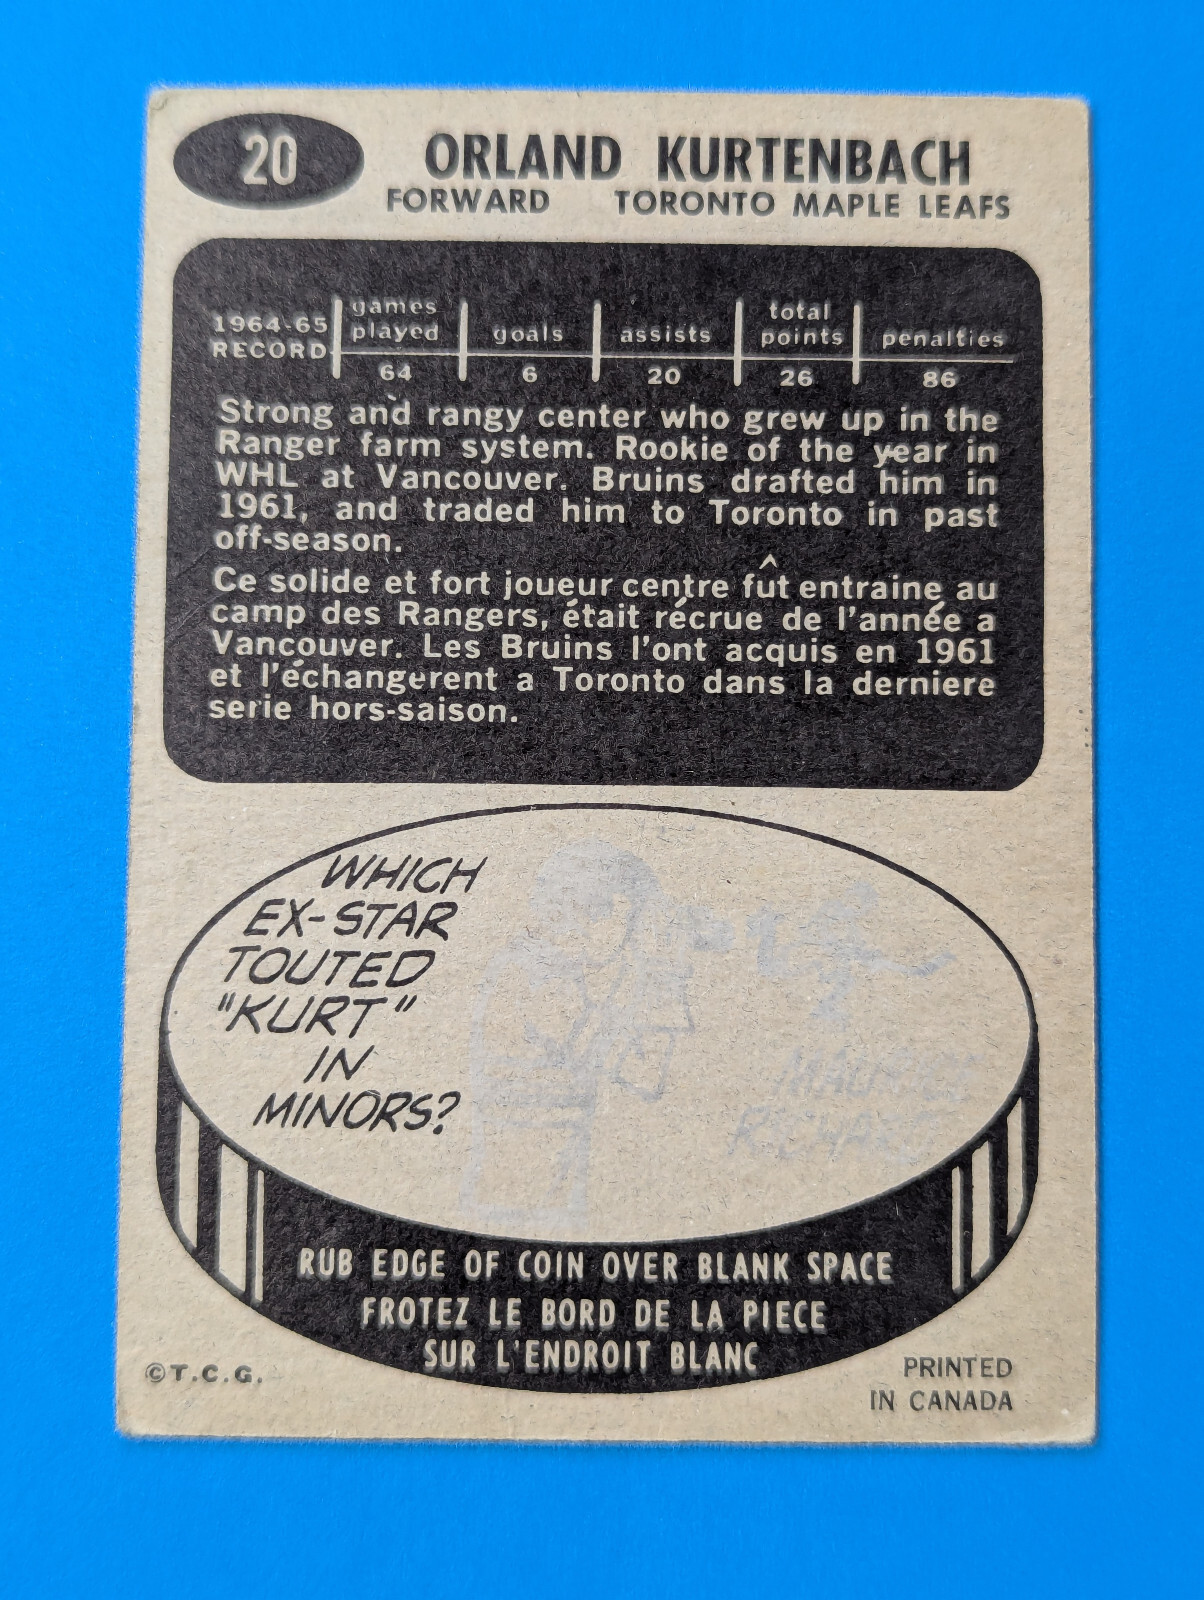 20
ORLAND KURTENBACH
FORWARD TORONTO MAPLE LEAFS
1964-65 RECORD games played goals assists total points penalties
64 6 20 26 86
Strong and rangy center who grew up in the
Ranger farm system. Rookie of the year in
WHL at Vancouver. Bruins drafted him in
1961, and traded him to Toronto in past
off-season.
Ce solide et fort joueur centre fût entraine au
camp des Rangers, était récrue de l'année a
Vancouver. Les Bruins l'ont acquis en 1961
et l'échangerent a Toronto dans la derniere
serie hors-saison.
WHICH
EX-STAR
TOUTED
"KURT"
IN
MINORS?
MAURICE
RICHARD
RUB EDGE OF COIN OVER BLANK SPACE
FROTEZ LE BORD DE LA PIECE
SUR L'ENDROIT BLANC
©T.C.G.
PRINTED
IN CANADA